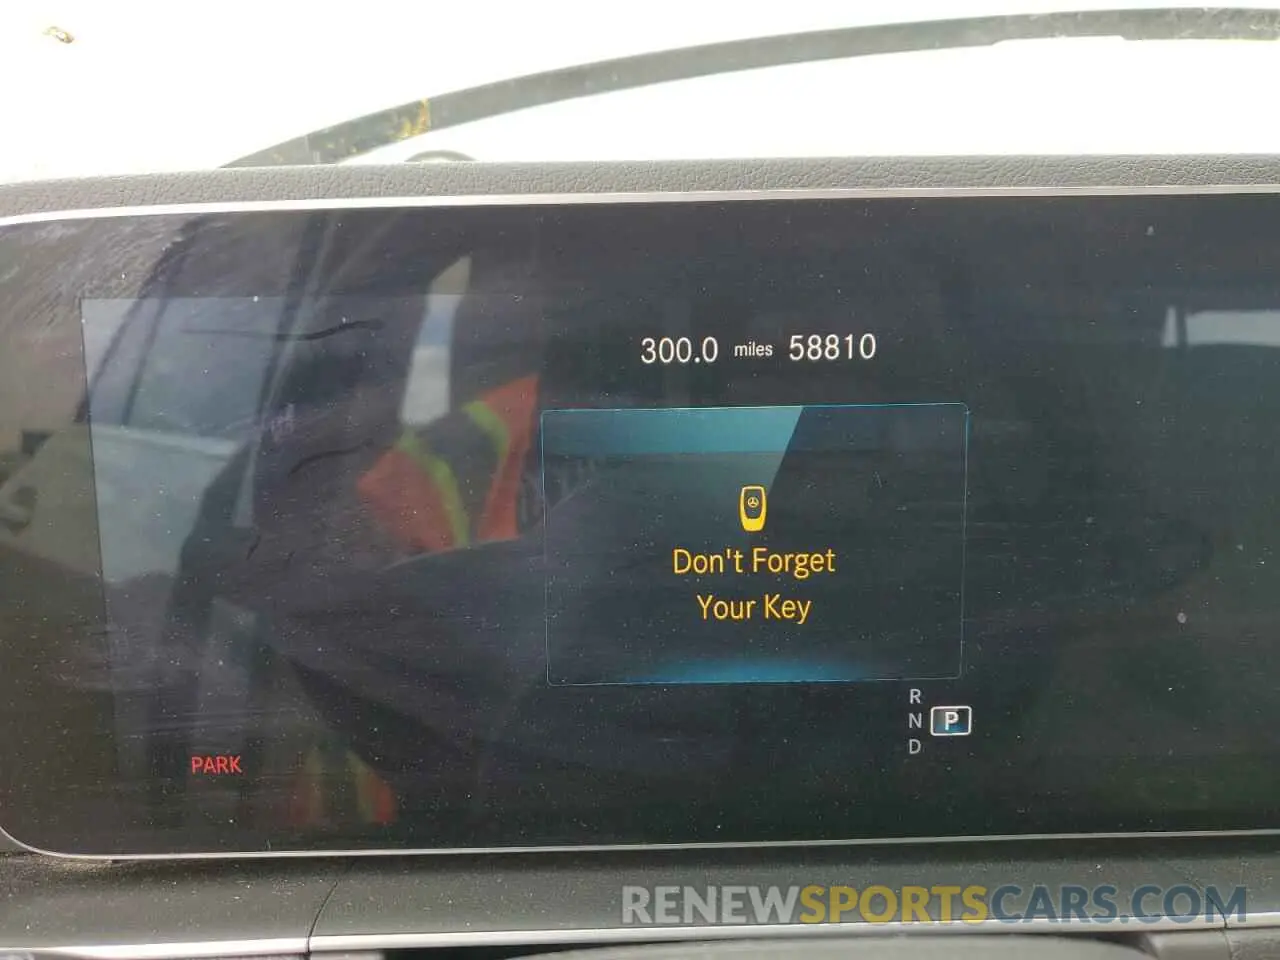 300.0 miles 58810
Don't Forget
Your Key
R
N P
D
PARK
RENEWSPORTSCARS.COM